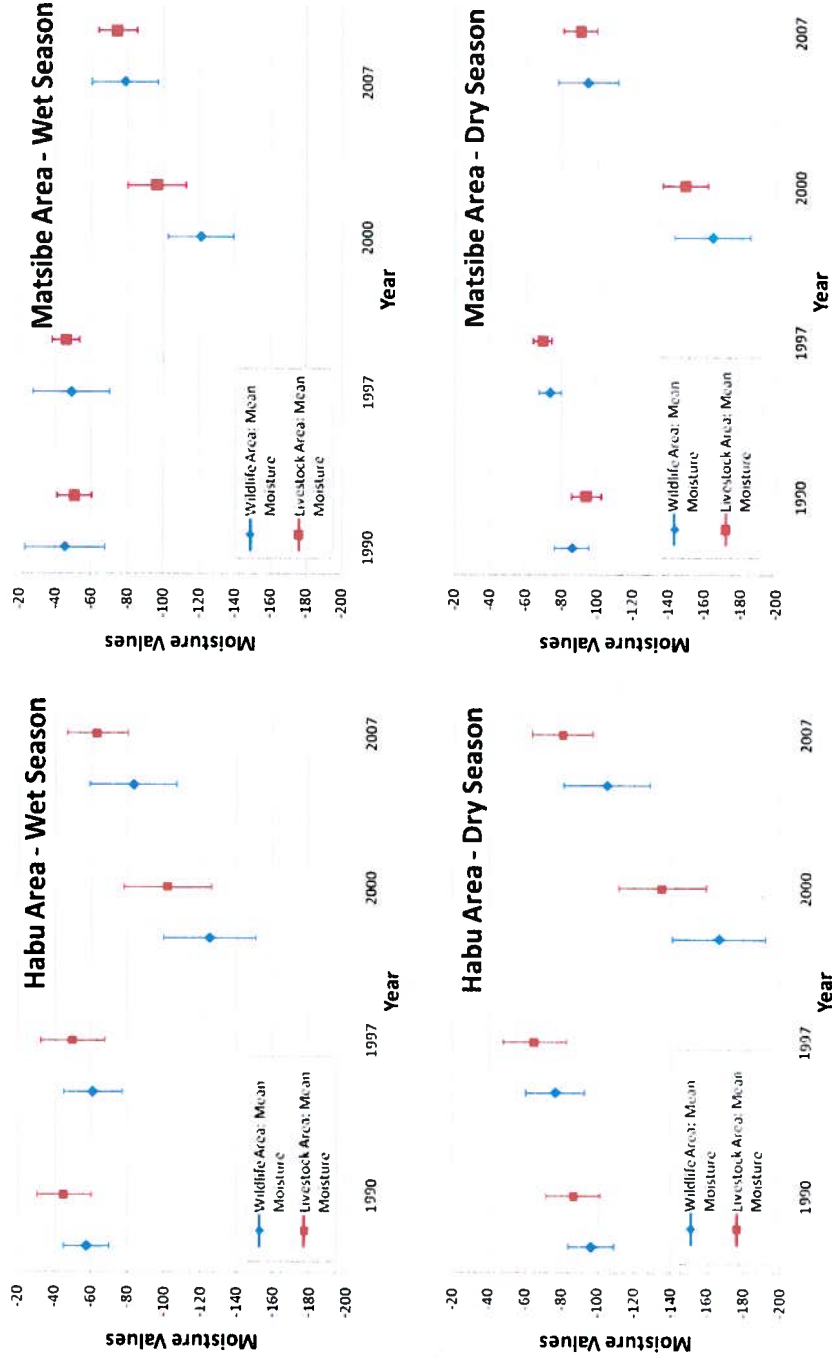 Habu Area - Wet Season
Moisture Values
-20
-40
-60
-80
-100
-120
-140
-160
-180
-200
1990
1997
2000
2007
Year
Wildlife Area: Mean
Moisture
Livestock Area: Mean
Moisture
Matsibe Area - Wet Season
Moisture Values
-20
-40
-60
-80
-100
-120
-140
-160
-180
-200
1990
1997
2000
2007
Year
Wildlife Area: Mean
Moisture
Livestock Area: Mean
Moisture
Habu Area - Dry Season
Moisture Values
-20
-40
-60
-80
-100
-120
-140
-160
-180
-200
1990
1997
2000
2007
Year
Wildlife Area: Mean
Moisture
Livestock Area: Mean
Moisture
Matsibe Area - Dry Season
Moisture Values
-20
-40
-60
-80
-100
-120
-140
-160
-180
-200
1990
1997
2000
2007
Year
Wildlife Area: Mean
Moisture
Livestock Area: Mean
Moisture